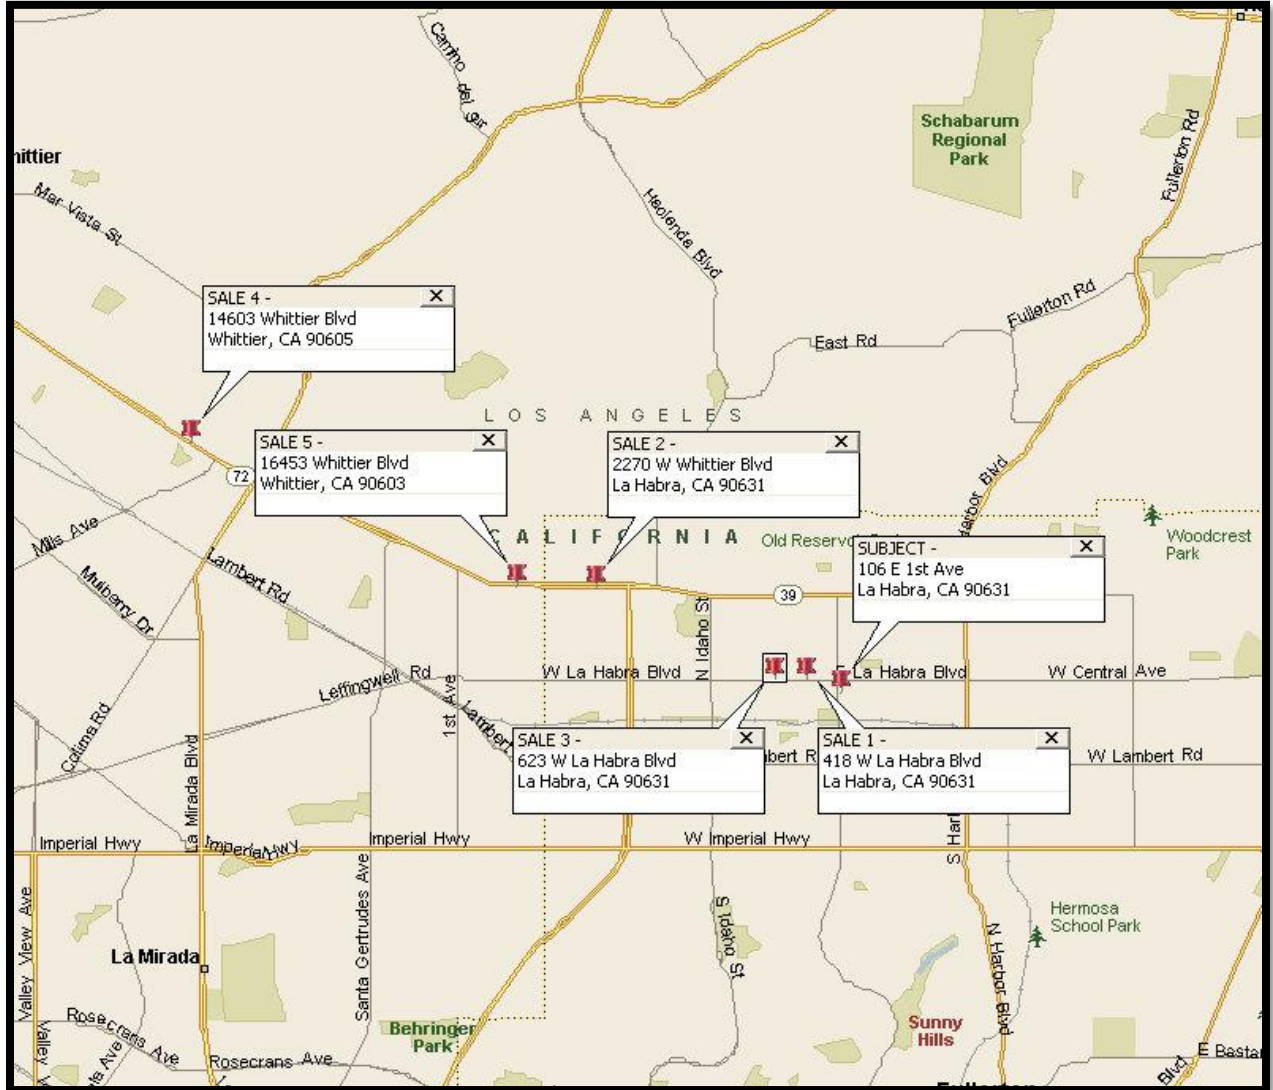 Camino del Sur
Schabarum
Regional
Park
Fullerton Rd
Mar Vista St
Hacienda Blvd
SALE 4 -
14603 Whittier Blvd
Whittier, CA 90605
Fullerton Rd
East Rd
LOS ANGELES
SALE 5 -
16453 Whittier Blvd
Whittier, CA 90603
SALE 2 -
2270 W Whittier Blvd
La Habra, CA 90631
72
CALIFORNIA
Old
Woodcrest
Park
Mills Ave
Mulberry Dr
Lambert Rd
SUBJECT -
106 E 1st Ave
La Habra, CA 90631
39
N Idaho St
W La Habra Blvd
La Habra Blvd
W Central Ave
Leffingwell Rd
1st Ave
Lambert
Colima Rd
La Mirada Blvd
SALE 3 -
623 W La Habra Blvd
La Habra, CA 90631
SALE 1 -
418 W La Habra Blvd
La Habra, CA 90631
W Lambert Rd
Imperial Hwy
Imperial Hwy
Imperial Hwy
W Imperial Hwy
Valley View Ave
Santa Gertrudes Ave
S Idaho St
Hermosa
School Park
N Harbor Blvd
La Mirada
Behringer
Park
Sunny
Hills
Rosecrans Ave
Rosecrans Ave
Valley
Blvd